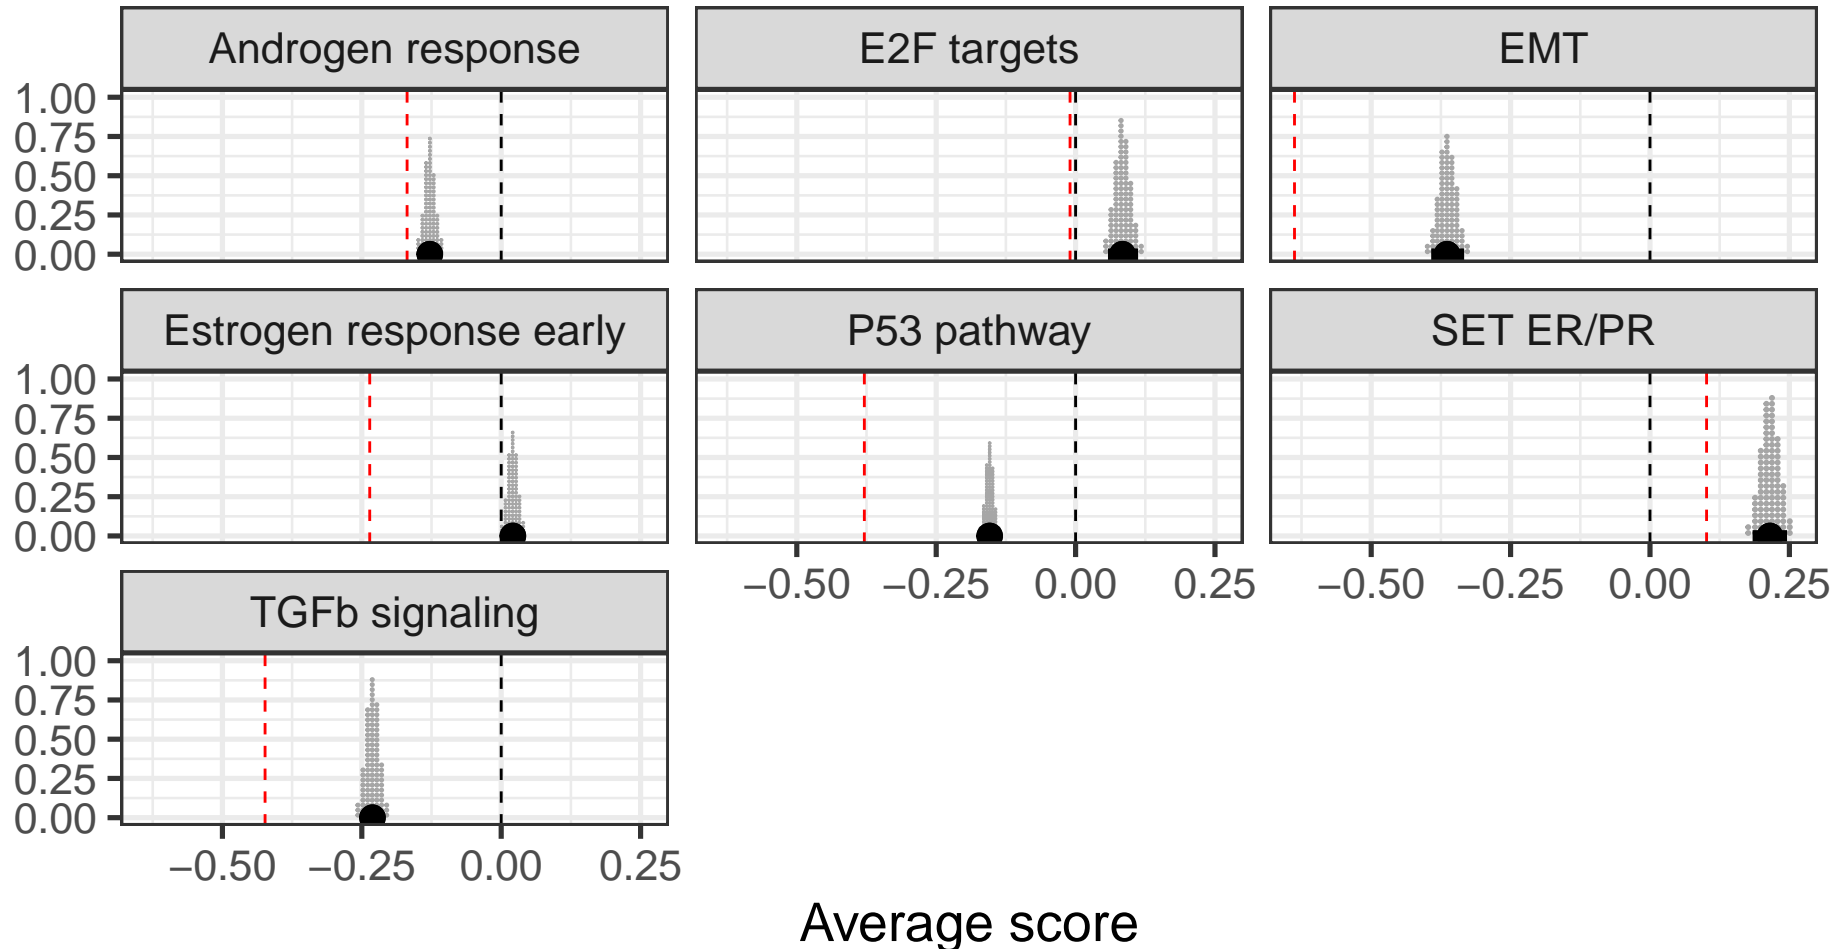 Androgen response E2F targets EMT
1.00
0.75
0.50
0.25
0.00
Estrogen response early P53 pathway SET ER/PR
1.00
0.75
0.50
0.25
0.00
−0.50 −0.25 0.00 0.25 −0.50 −0.25 0.00 0.25
TGFb signaling
1.00
0.75
0.50
0.25
0.00
−0.50 −0.25 0.00 0.25
Average score